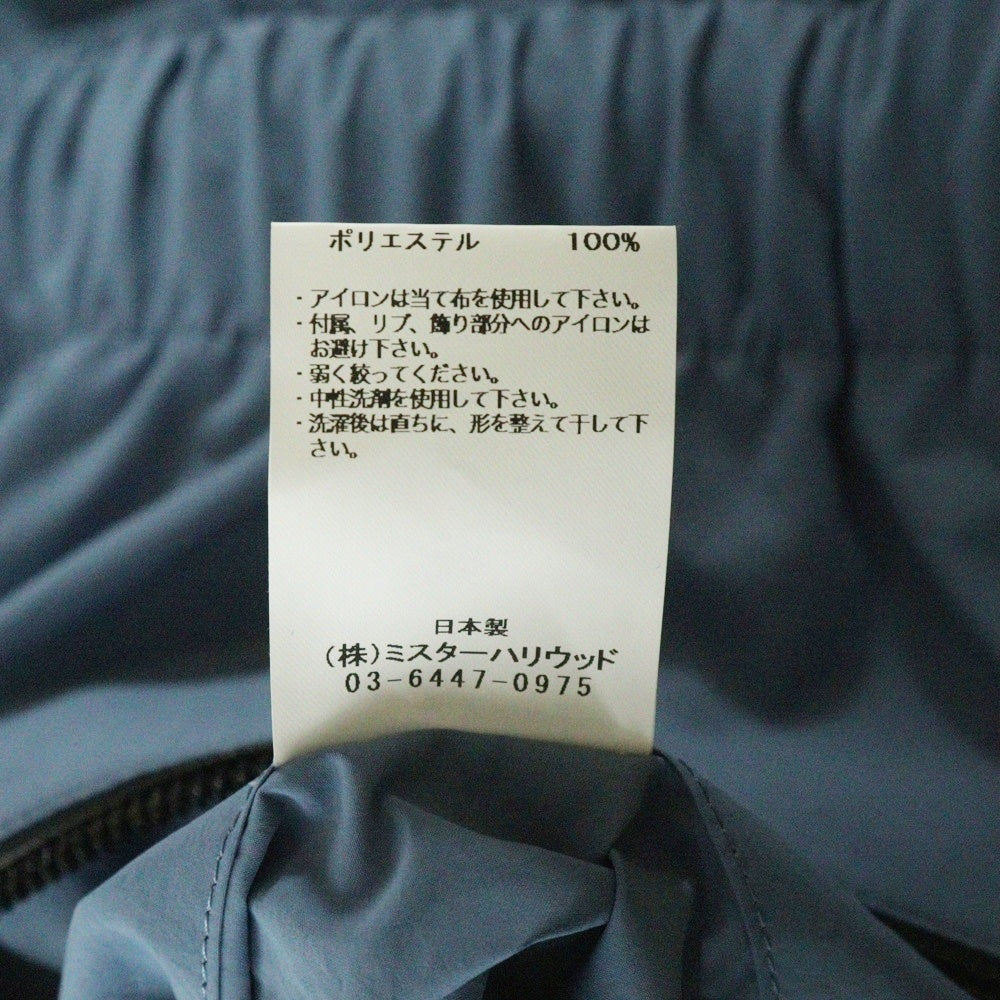 ポリエステル 100%
・アイロンは当て布を使用して下さい。
・付属、リブ、飾り部分へのアイロンは
お避け下さい。
・弱く絞ってください。
・中性洗剤を使用して下さい。
・洗濯後は直ちに、形を整えて干して下
さい。
日本製
(株)ミスターハリウッド
03-6447-0975